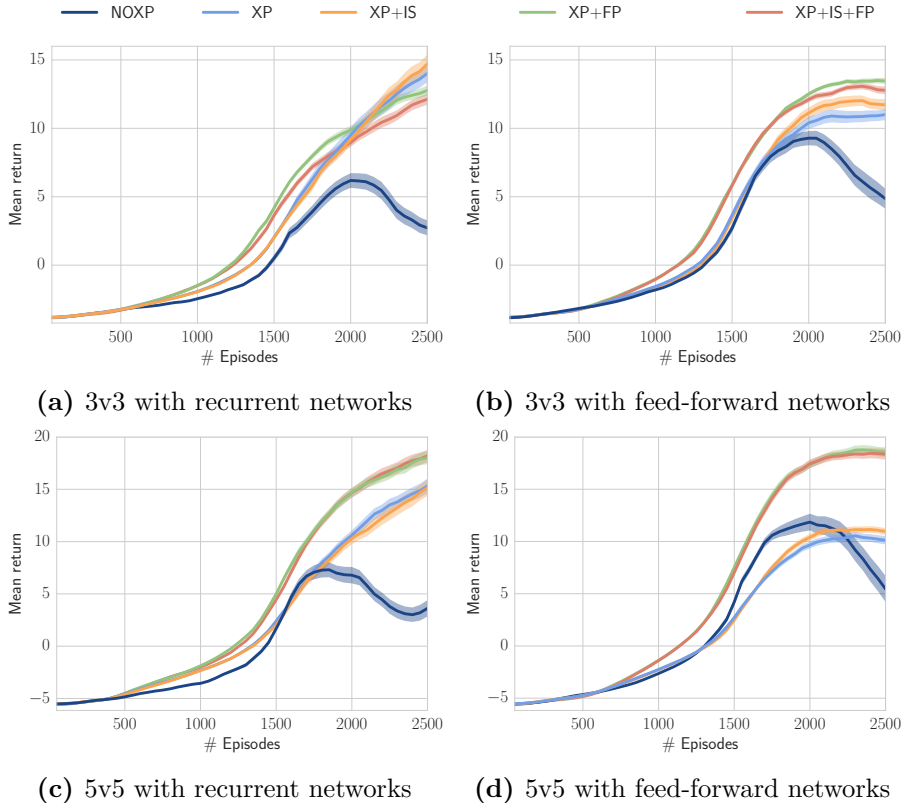 NOXP XP XP+IS XP+FP XP+IS+FP
15
10
5
0
Mean return
500 1000 1500 2000 2500
# Episodes
(a) 3v3 with recurrent networks
15
10
5
0
Mean return
500 1000 1500 2000 2500
# Episodes
(b) 3v3 with feed-forward networks
20
15
10
5
0
−5
Mean return
500 1000 1500 2000 2500
# Episodes
(c) 5v5 with recurrent networks
20
15
10
5
0
−5
Mean return
500 1000 1500 2000 2500
# Episodes
(d) 5v5 with feed-forward networks